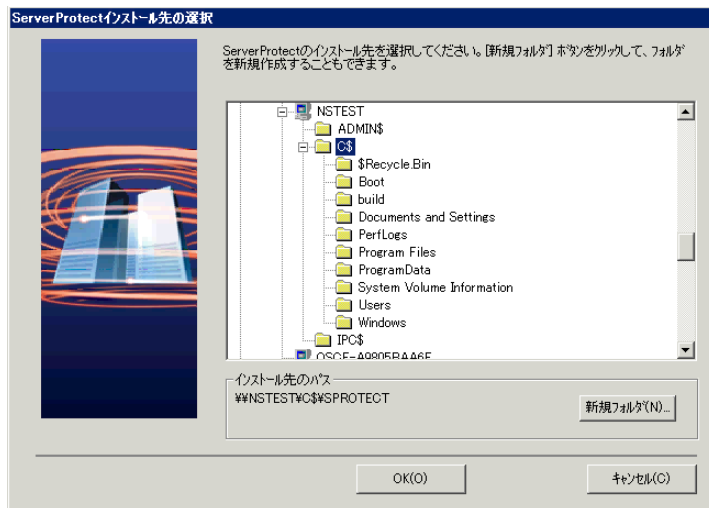 ServerProtectインストール先の選択
ServerProtectのインストール先を選択してください。[新規フォルダ] ボタンをクリックして、フォルダ
を新規作成することもできます。
NSTEST
ADMIN$
C$
$Recycle.Bin
Boot
build
Documents and Settings
PerfLogs
Program Files
ProgramData
System Volume Information
Users
Windows
IPC$
OSCE-A9805BAA6F
インストール先のパス
¥¥NSTEST¥C$¥SPROTECT
新規フォルダ(N)...
OK(O)
キャンセル(C)